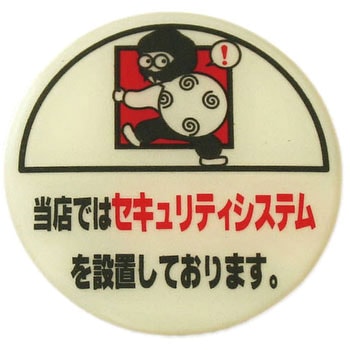 !
当店ではセキュリティシステム
を設置しております。